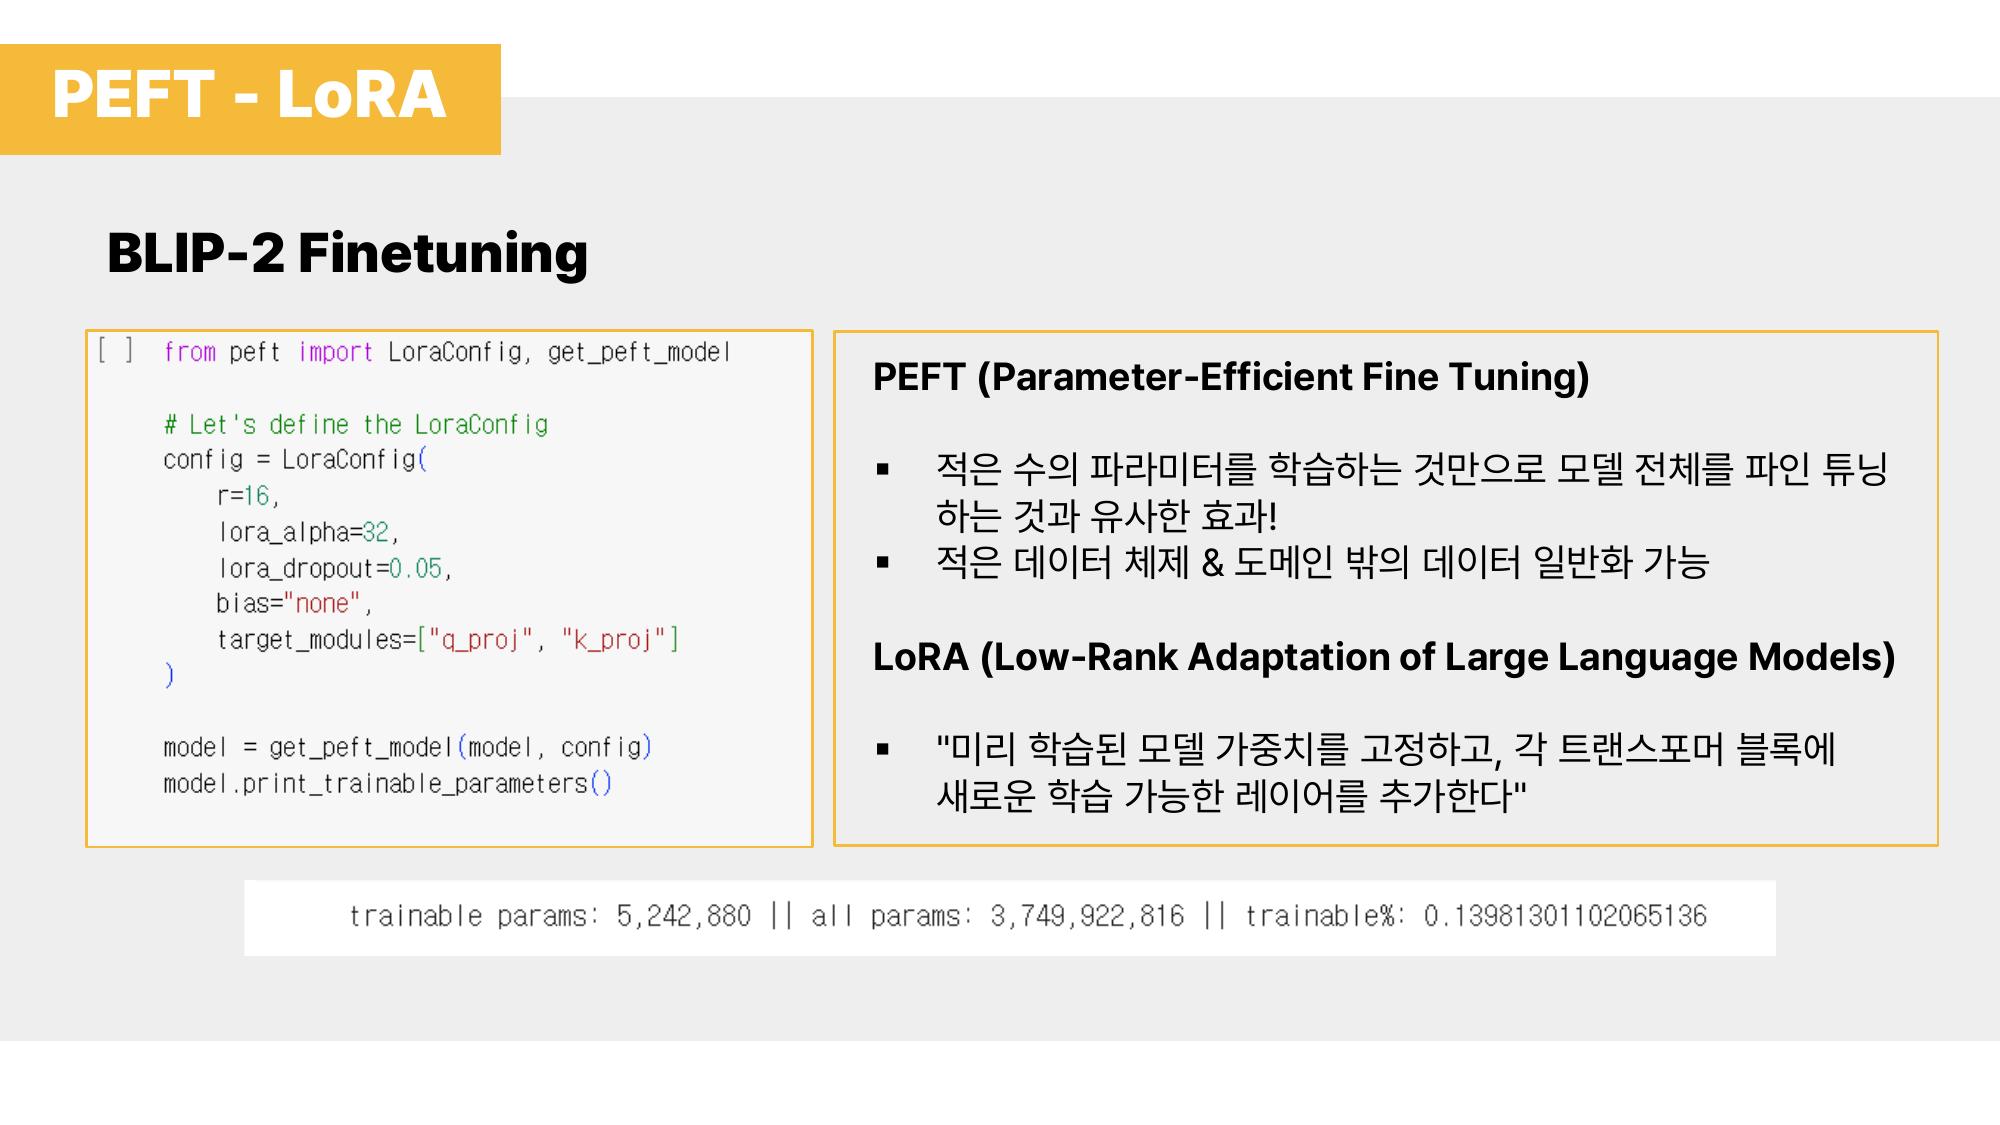 PEFT - LoRA
BLIP-2 Finetuning
[ ] from peft import LoraConfig, get_peft_model
# Let's define the LoraConfig
config = LoraConfig(
r=16,
lora_alpha=32,
lora_dropout=0.05,
bias="none",
target_modules=["q_proj", "k_proj"]
)
model = get_peft_model(model, config)
model.print_trainable_parameters()
PEFT (Parameter-Efficient Fine Tuning)
▪ 적은 수의 파라미터를 학습하는 것만으로 모델 전체를 파인 튜닝
하는 것과 유사한 효과!
▪ 적은 데이터 체제 & 도메인 밖의 데이터 일반화 가능
LoRA (Low-Rank Adaptation of Large Language Models)
▪ "미리 학습된 모델 가중치를 고정하고, 각 트랜스포머 블록에
새로운 학습 가능한 레이어를 추가한다"
trainable params: 5,242,880 || all params: 3,749,922,816 || trainable%: 0.13981301102065136